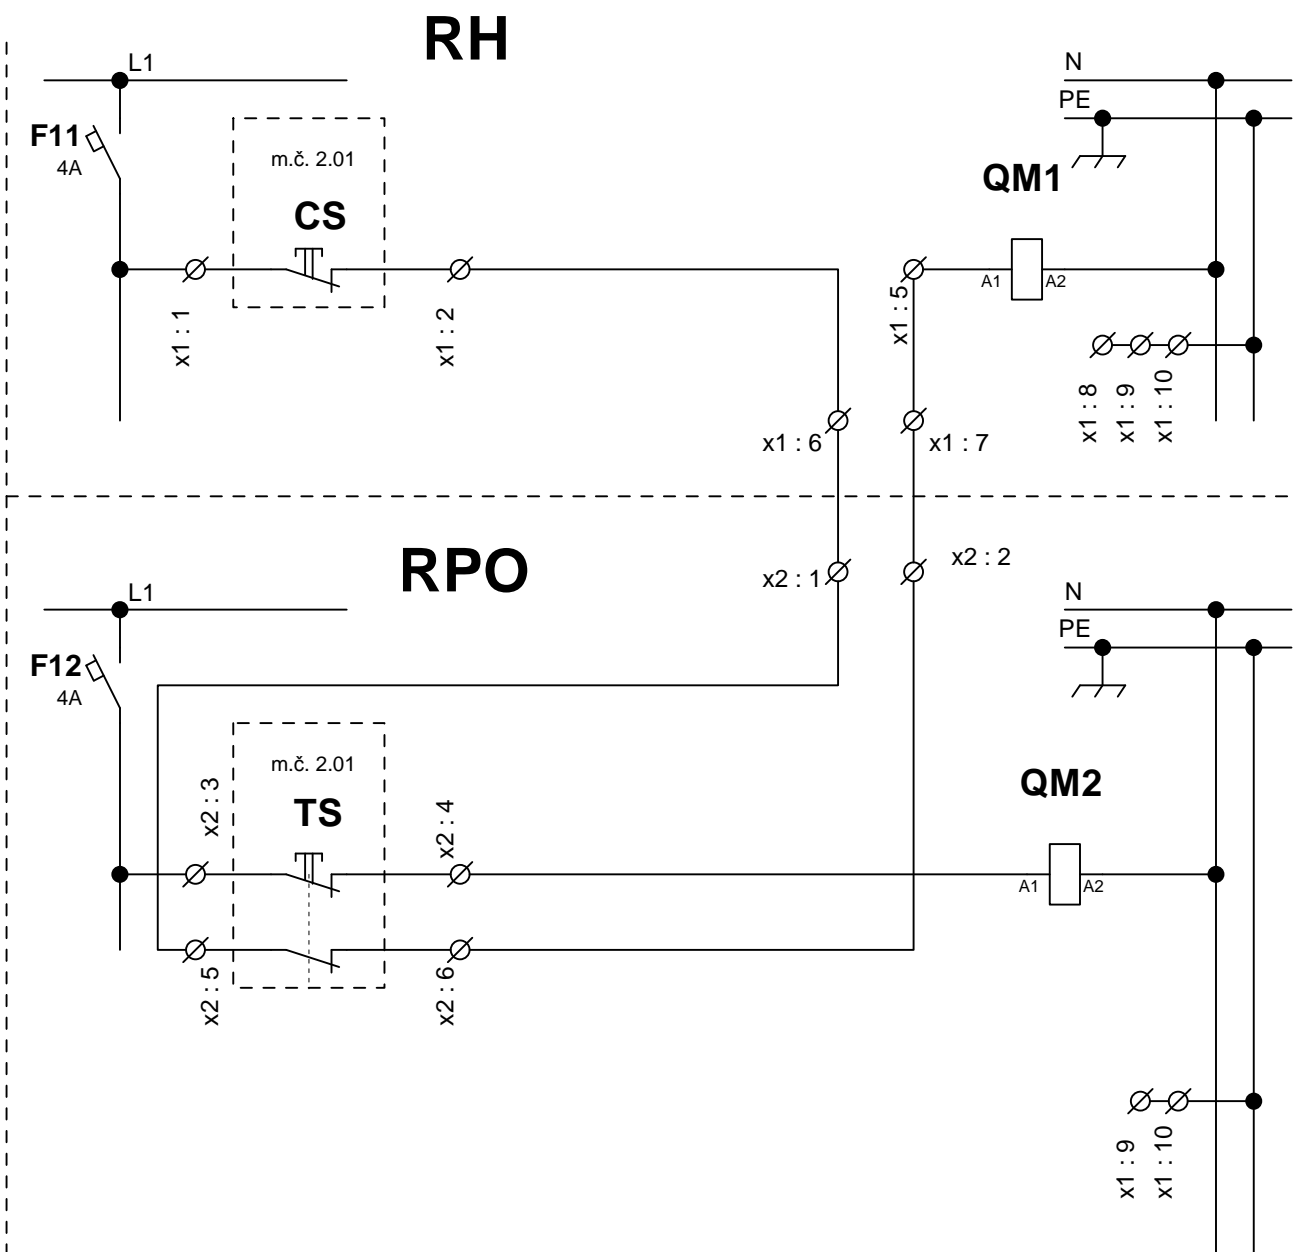 RH
L1
N
PE
F11
4A
m.č. 2.01
CS
QM1
A1
A2
x1 : 1
x1 : 2
x1 : 5
x1 : 8
x1 : 9
x1 : 10
x1 : 6
x1 : 7
RPO
x2 : 1
x2 : 2
L1
N
PE
F12
4A
m.č. 2.01
TS
QM2
x2 : 3
x2 : 4
A1
A2
x2 : 5
x2 : 6
x1 : 9
x1 : 10